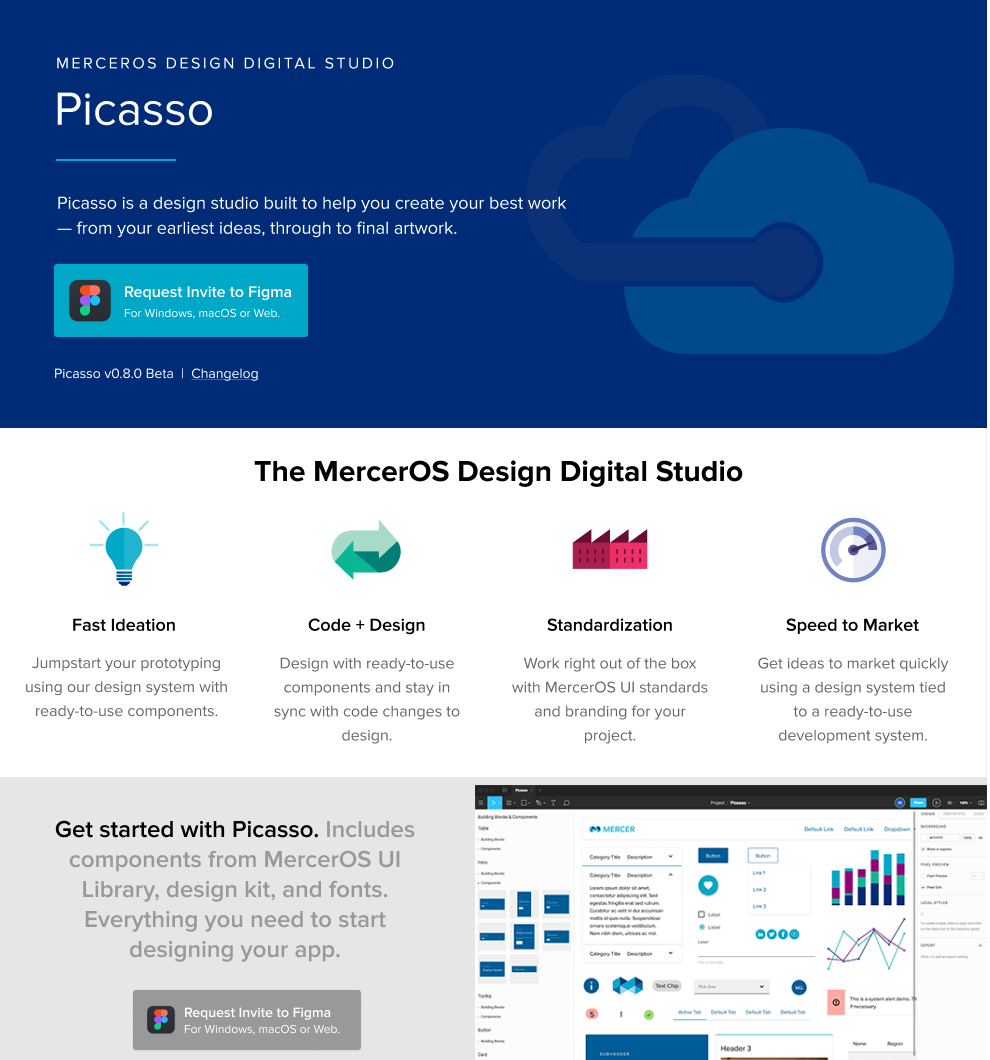 MERCEROS DESIGN DIGITAL STUDIO
Picasso
Picasso is a design studio built to help you create your best work
— from your earliest ideas, through to final artwork.
Request Invite to Figma
For Windows, macOS or Web.
Picasso v0.8.0 Beta | Changelog
The MercerOS Design Digital Studio
Fast Ideation
Jumpstart your prototyping
using our design system with
ready-to-use components.
Code + Design
Design with ready-to-use
components and stay in
sync with code changes to
design.
Standardization
Work right out of the box
with MercerOS UI standards
and branding for your
project.
Speed to Market
Get ideas to market quickly
using a design system tied
to a ready-to-use
development system.
Get started with Picasso. Includes
components from MercerOS UI
Library, design kit, and fonts.
Everything you need to start
designing your app.
Request Invite to Figma
For Windows, macOS or Web.
Picasso
Project / Picasso
Share
100%
Building Blocks & Components
Table
Building Blocks
Components
Menu
Building Blocks
Components
Tooltip
Building Blocks
Components
Button
Building Blocks
Components
Card
MERCER
Default Link Default Link Dropdown
Category Title Description
Category Title Description
Lorem ipsum dolor sit amet,
consectetur adipiscing elit. Sed
egestas fringilla erat sed rutrum.
Curabitur ac velit in dui accumsan
mollis id quis nulla. Suspendisse
ornare scelerisque vestibulum.
Nam nibh diam, ultrices ac nisl.
Category Title Description
Button
Button
Link 1
Link 2
Link 3
Label
Label
Label
Text Chip
Pick One
MG
5
1
Active Tab Default Tab Default Tab Default Tab
This is a system alert demo. Th
if necessary.
SUBHEADER
Header 3
Name Region
DESIGN PROTOTYPE CODE
BACKGROUND
100%
Show in exports
PIXEL PREVIEW
Pixel Preview
Pixel Grid
LOCAL STYLES
EXPORT